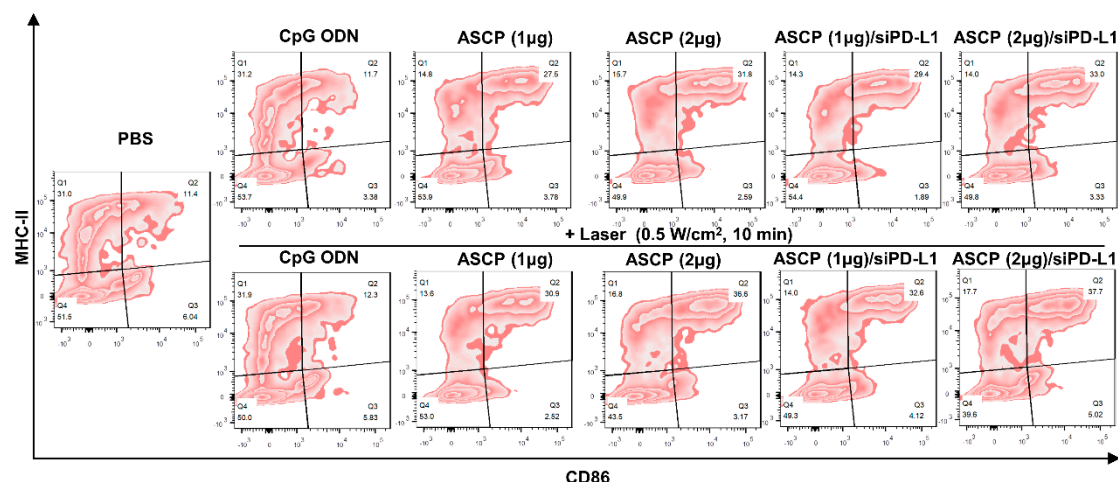 CpG ODN
ASCP (1μg)
ASCP (2μg)
ASCP (1μg)/siPD-L1
ASCP (2μg)/siPD-L1
Q1 31.2
Q2 11.7
Q4 53.7
Q3 3.38
Q1 14.8
Q2 27.5
Q4 53.9
Q3 3.78
Q1 15.7
Q2 31.8
Q4 49.9
Q3 2.59
Q1 14.3
Q2 29.4
Q4 54.4
Q3 1.89
Q1 14.0
Q2 33.0
Q4 49.8
Q3 3.33
PBS
Q1 31.0
Q2 11.4
Q4 51.5
Q3 6.04
MHC-II
+ Laser (0.5 W/cm², 10 min)
CpG ODN
ASCP (1μg)
ASCP (2μg)
ASCP (1μg)/siPD-L1
ASCP (2μg)/siPD-L1
Q1 31.9
Q2 12.3
Q4 50.0
Q3 5.83
Q1 13.6
Q2 30.9
Q4 53.0
Q3 2.52
Q1 16.8
Q2 36.6
Q4 43.5
Q3 3.17
Q1 14.0
Q2 32.6
Q4 49.3
Q3 4.12
Q1 17.7
Q2 37.7
Q4 39.6
Q3 5.02
CD86